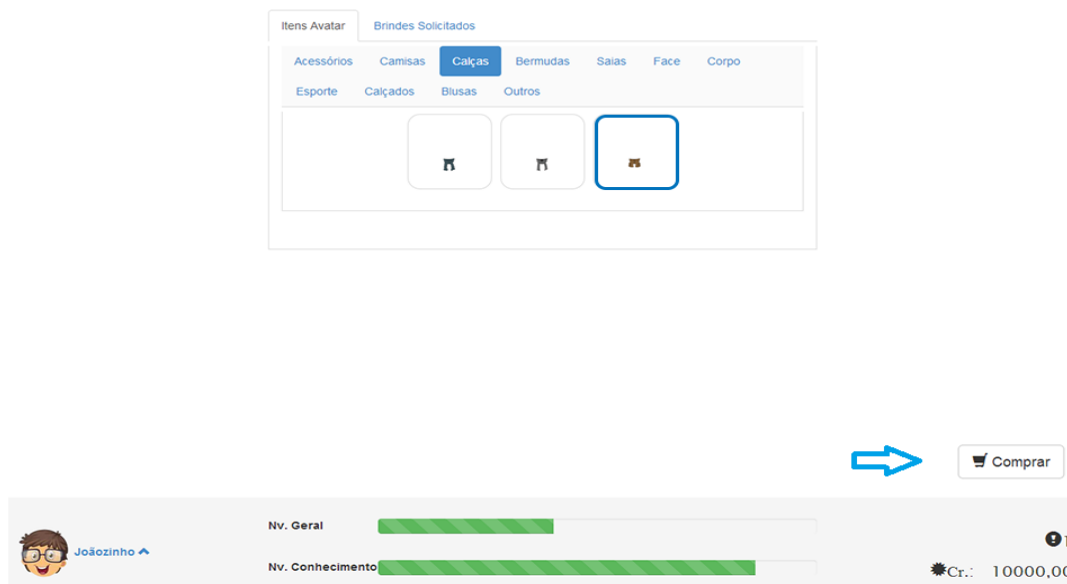 Itens Avatar Brindes Solicitados
Acessórios Camisas Calças Bermudas Saias Face Corpo
Esporte Calçados Blusas Outros
Comprar
Nv. Geral
Joãozinho
Nv. Conhecimento
Cr.: 10000,00